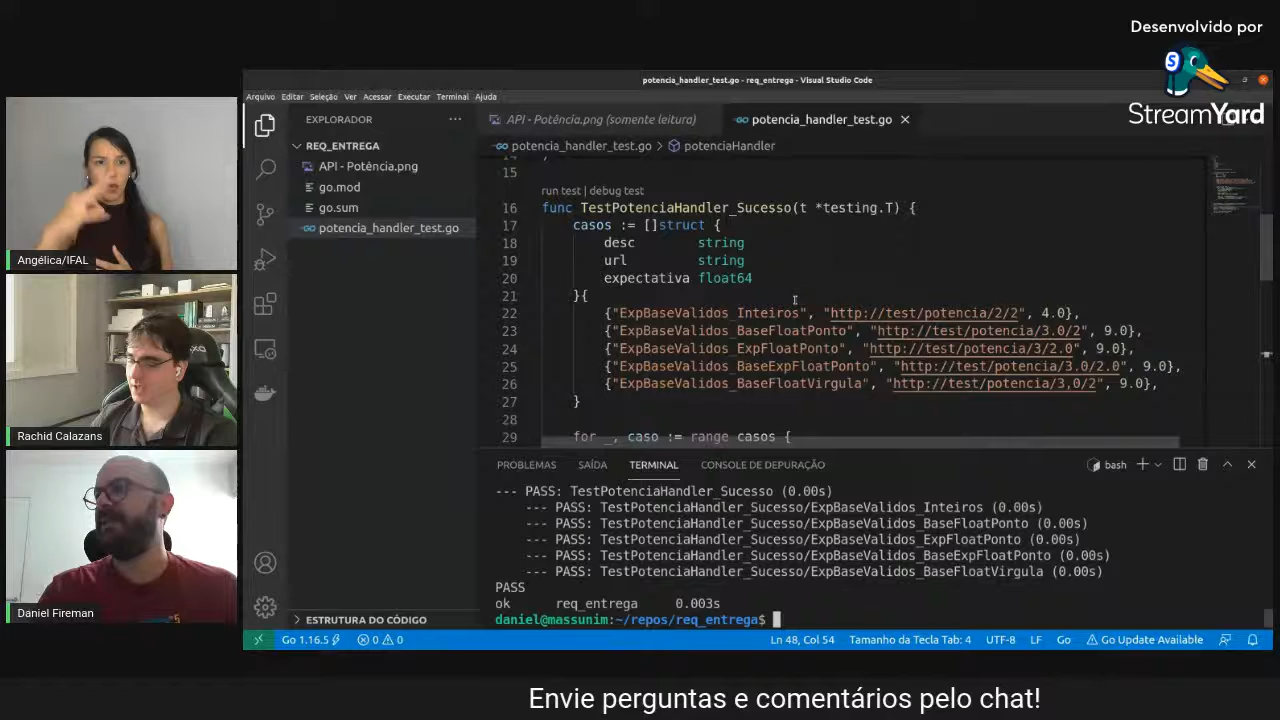 Desenvolvido por
StreamYard
potencia_handler_test.go - req_entrega - Visual Studio Code
Arquivo Editar Seleção Ver Acessar Executar Terminal Ajuda
EXPLORADOR
REQ_ENTREGA
API - Potência.png
go.mod
go.sum
potencia_handler_test.go
ESTRUTURA DO CÓDIGO
API - Potência.png (somente leitura)
potencia_handler_test.go
potencia_handler_test.go > potenciaHandler
15
run test | debug test
16 func TestPotenciaHandler_Sucesso(t *testing.T) {
17 casos := []struct {
18 desc string
19 url string
20 expectativa float64
21 }{
22 {"ExpBaseValidos_Inteiros", "http://test/potencia/2/2", 4.0},
23 {"ExpBaseValidos_BaseFloatPonto", "http://test/potencia/3.0/2", 9.0},
24 {"ExpBaseValidos_ExpFloatPonto", "http://test/potencia/3/2.0", 9.0},
25 {"ExpBaseValidos_BaseExpFloatPonto", "http://test/potencia/3.0/2.0", 9.0},
26 {"ExpBaseValidos_BaseFloatVirgula", "http://test/potencia/3,0/2", 9.0},
27 }
28
29 for _, caso := range casos {
PROBLEMAS SAÍDA TERMINAL CONSOLE DE DEPURAÇÃO
bash
--- PASS: TestPotenciaHandler_Sucesso (0.00s)
--- PASS: TestPotenciaHandler_Sucesso/ExpBaseValidos_Inteiros (0.00s)
--- PASS: TestPotenciaHandler_Sucesso/ExpBaseValidos_BaseFloatPonto (0.00s)
--- PASS: TestPotenciaHandler_Sucesso/ExpBaseValidos_ExpFloatPonto (0.00s)
--- PASS: TestPotenciaHandler_Sucesso/ExpBaseValidos_BaseExpFloatPonto (0.00s)
--- PASS: TestPotenciaHandler_Sucesso/ExpBaseValidos_BaseFloatVirgula (0.00s)
PASS
ok req_entrega 0.003s
daniel@massunim:~/repos/req_entrega$
Go 1.16.5 0 0 Ln 48, Col 54 Tamanho da Tecla Tab: 4 UTF-8 LF Go Go Update Available
Angélica/IFAL
Rachid Calazans
Daniel Fireman
Envie perguntas e comentários pelo chat!